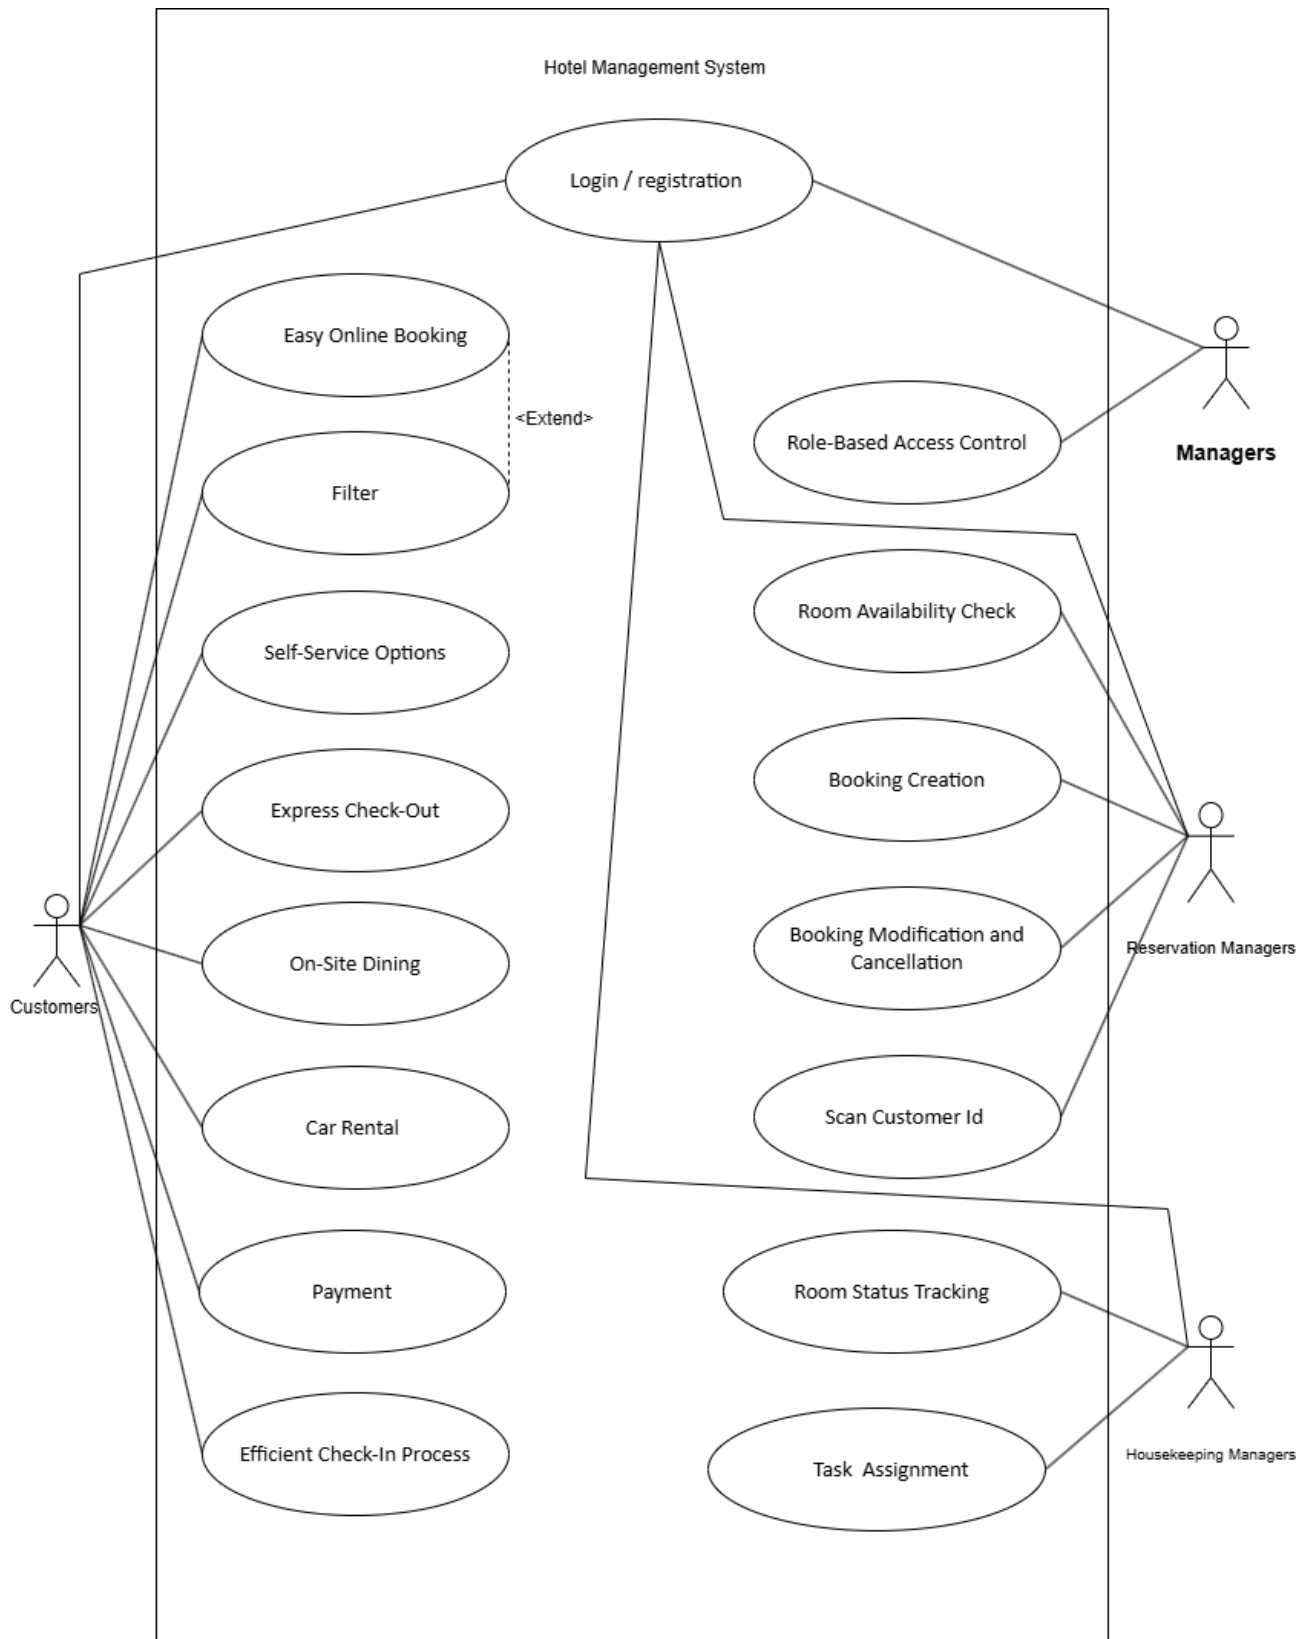 Hotel Management System
Login / registration
Easy Online Booking
<Extend>
Filter
Self-Service Options
Express Check-Out
On-Site Dining
Car Rental
Payment
Efficient Check-In Process
Customers
Role-Based Access Control
Managers
Room Availability Check
Booking Creation
Booking Modification and
Cancellation
Scan Customer Id
Reservation Managers
Room Status Tracking
Task  Assignment
Housekeeping Managers